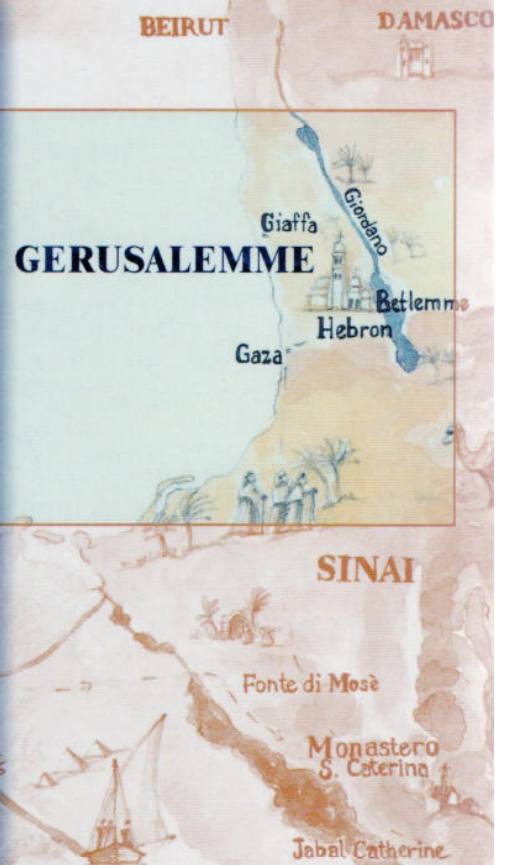 BEIRUT
DAMASCO
Giordano
Giaffa
GERUSALEMME
Betlemme
Hebron
Gaza
SINAI
Fonte di Mosè
Monastero
S. Caterina
Jabal Catherine